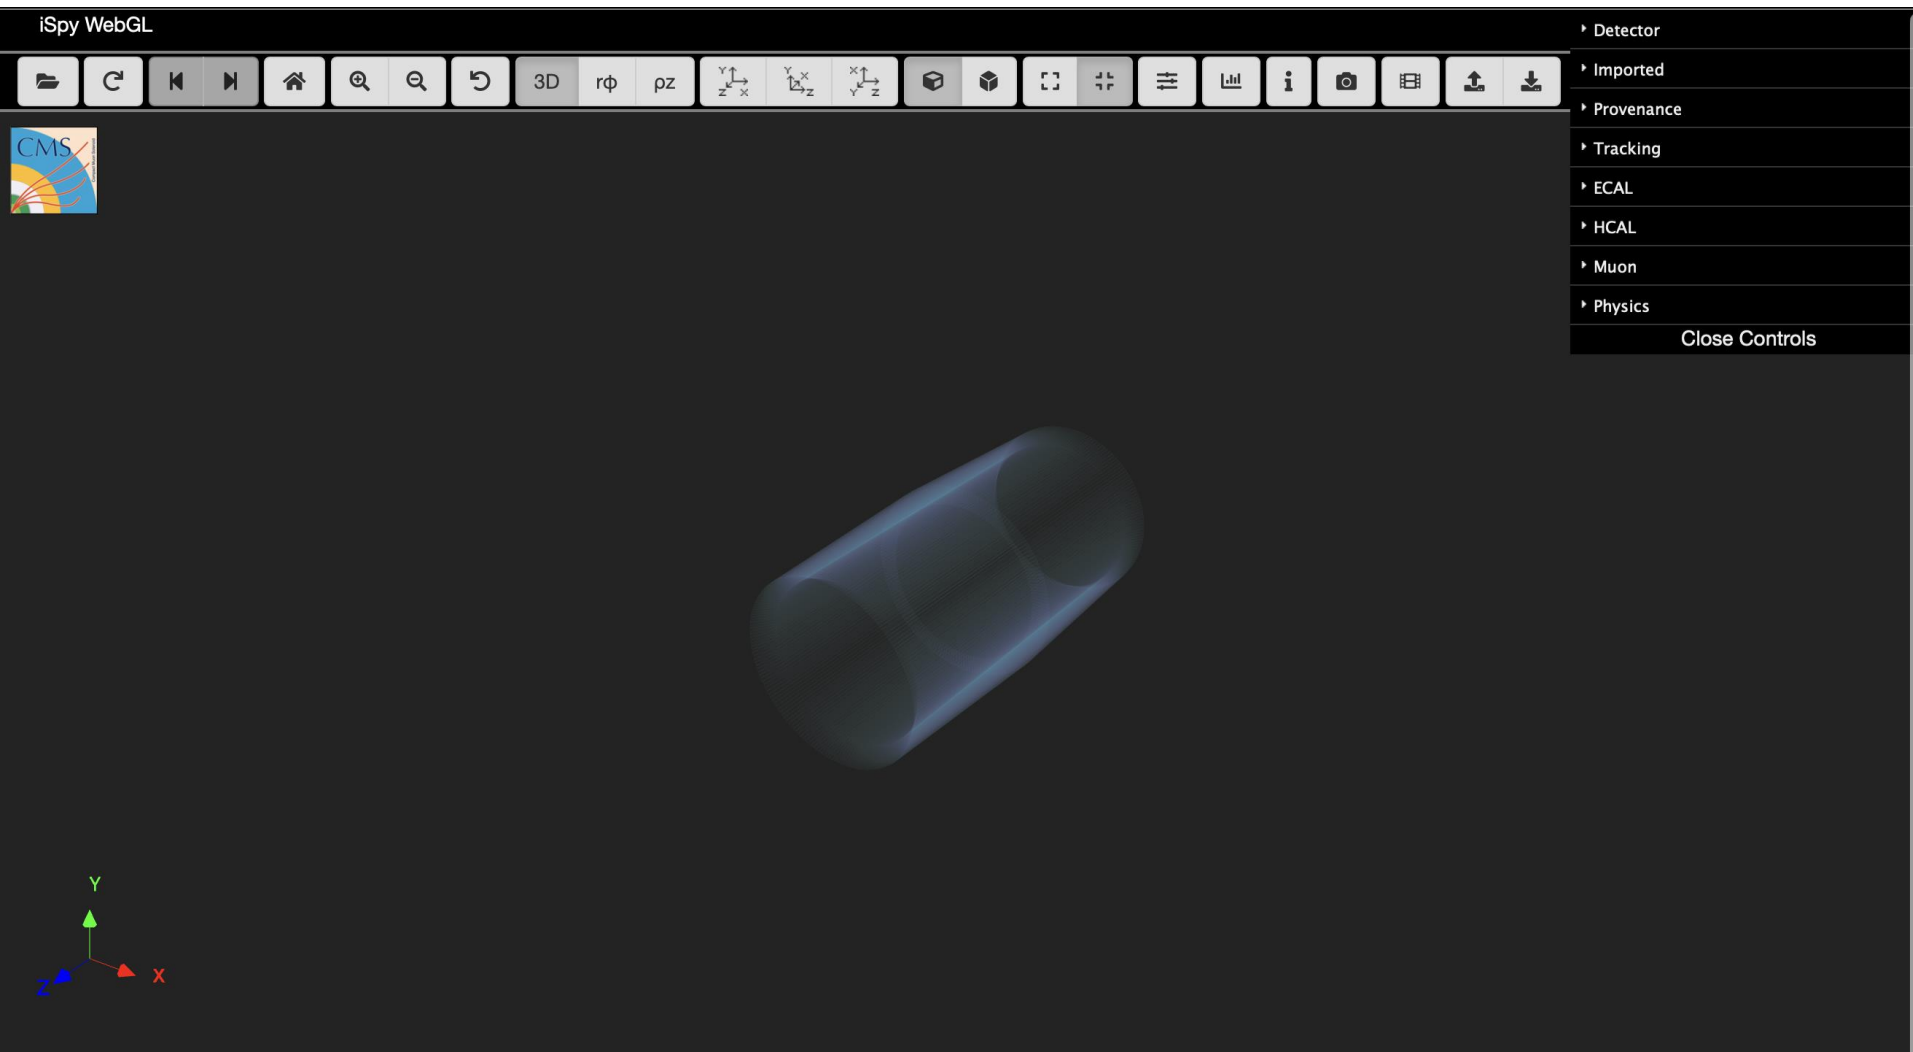 iSpy WebGL
3D rφ ρz Y Z X Y X Z X Y Z
Detector
Imported
Provenance
Tracking
ECAL
HCAL
Muon
Physics
Close Controls
CMS
Y
X
Z